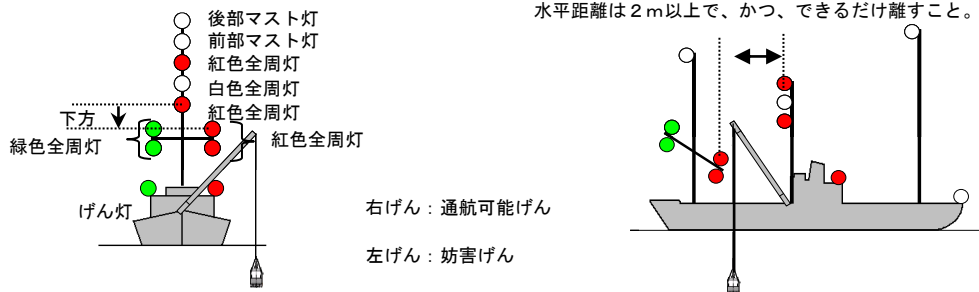 水平距離は２ｍ以上で、かつ、できるだけ離すこと。
後部マスト灯
前部マスト灯
紅色全周灯
白色全周灯
紅色全周灯
下方
緑色全周灯
紅色全周灯
げん灯
右げん：通航可能げん
左げん：妨害げん